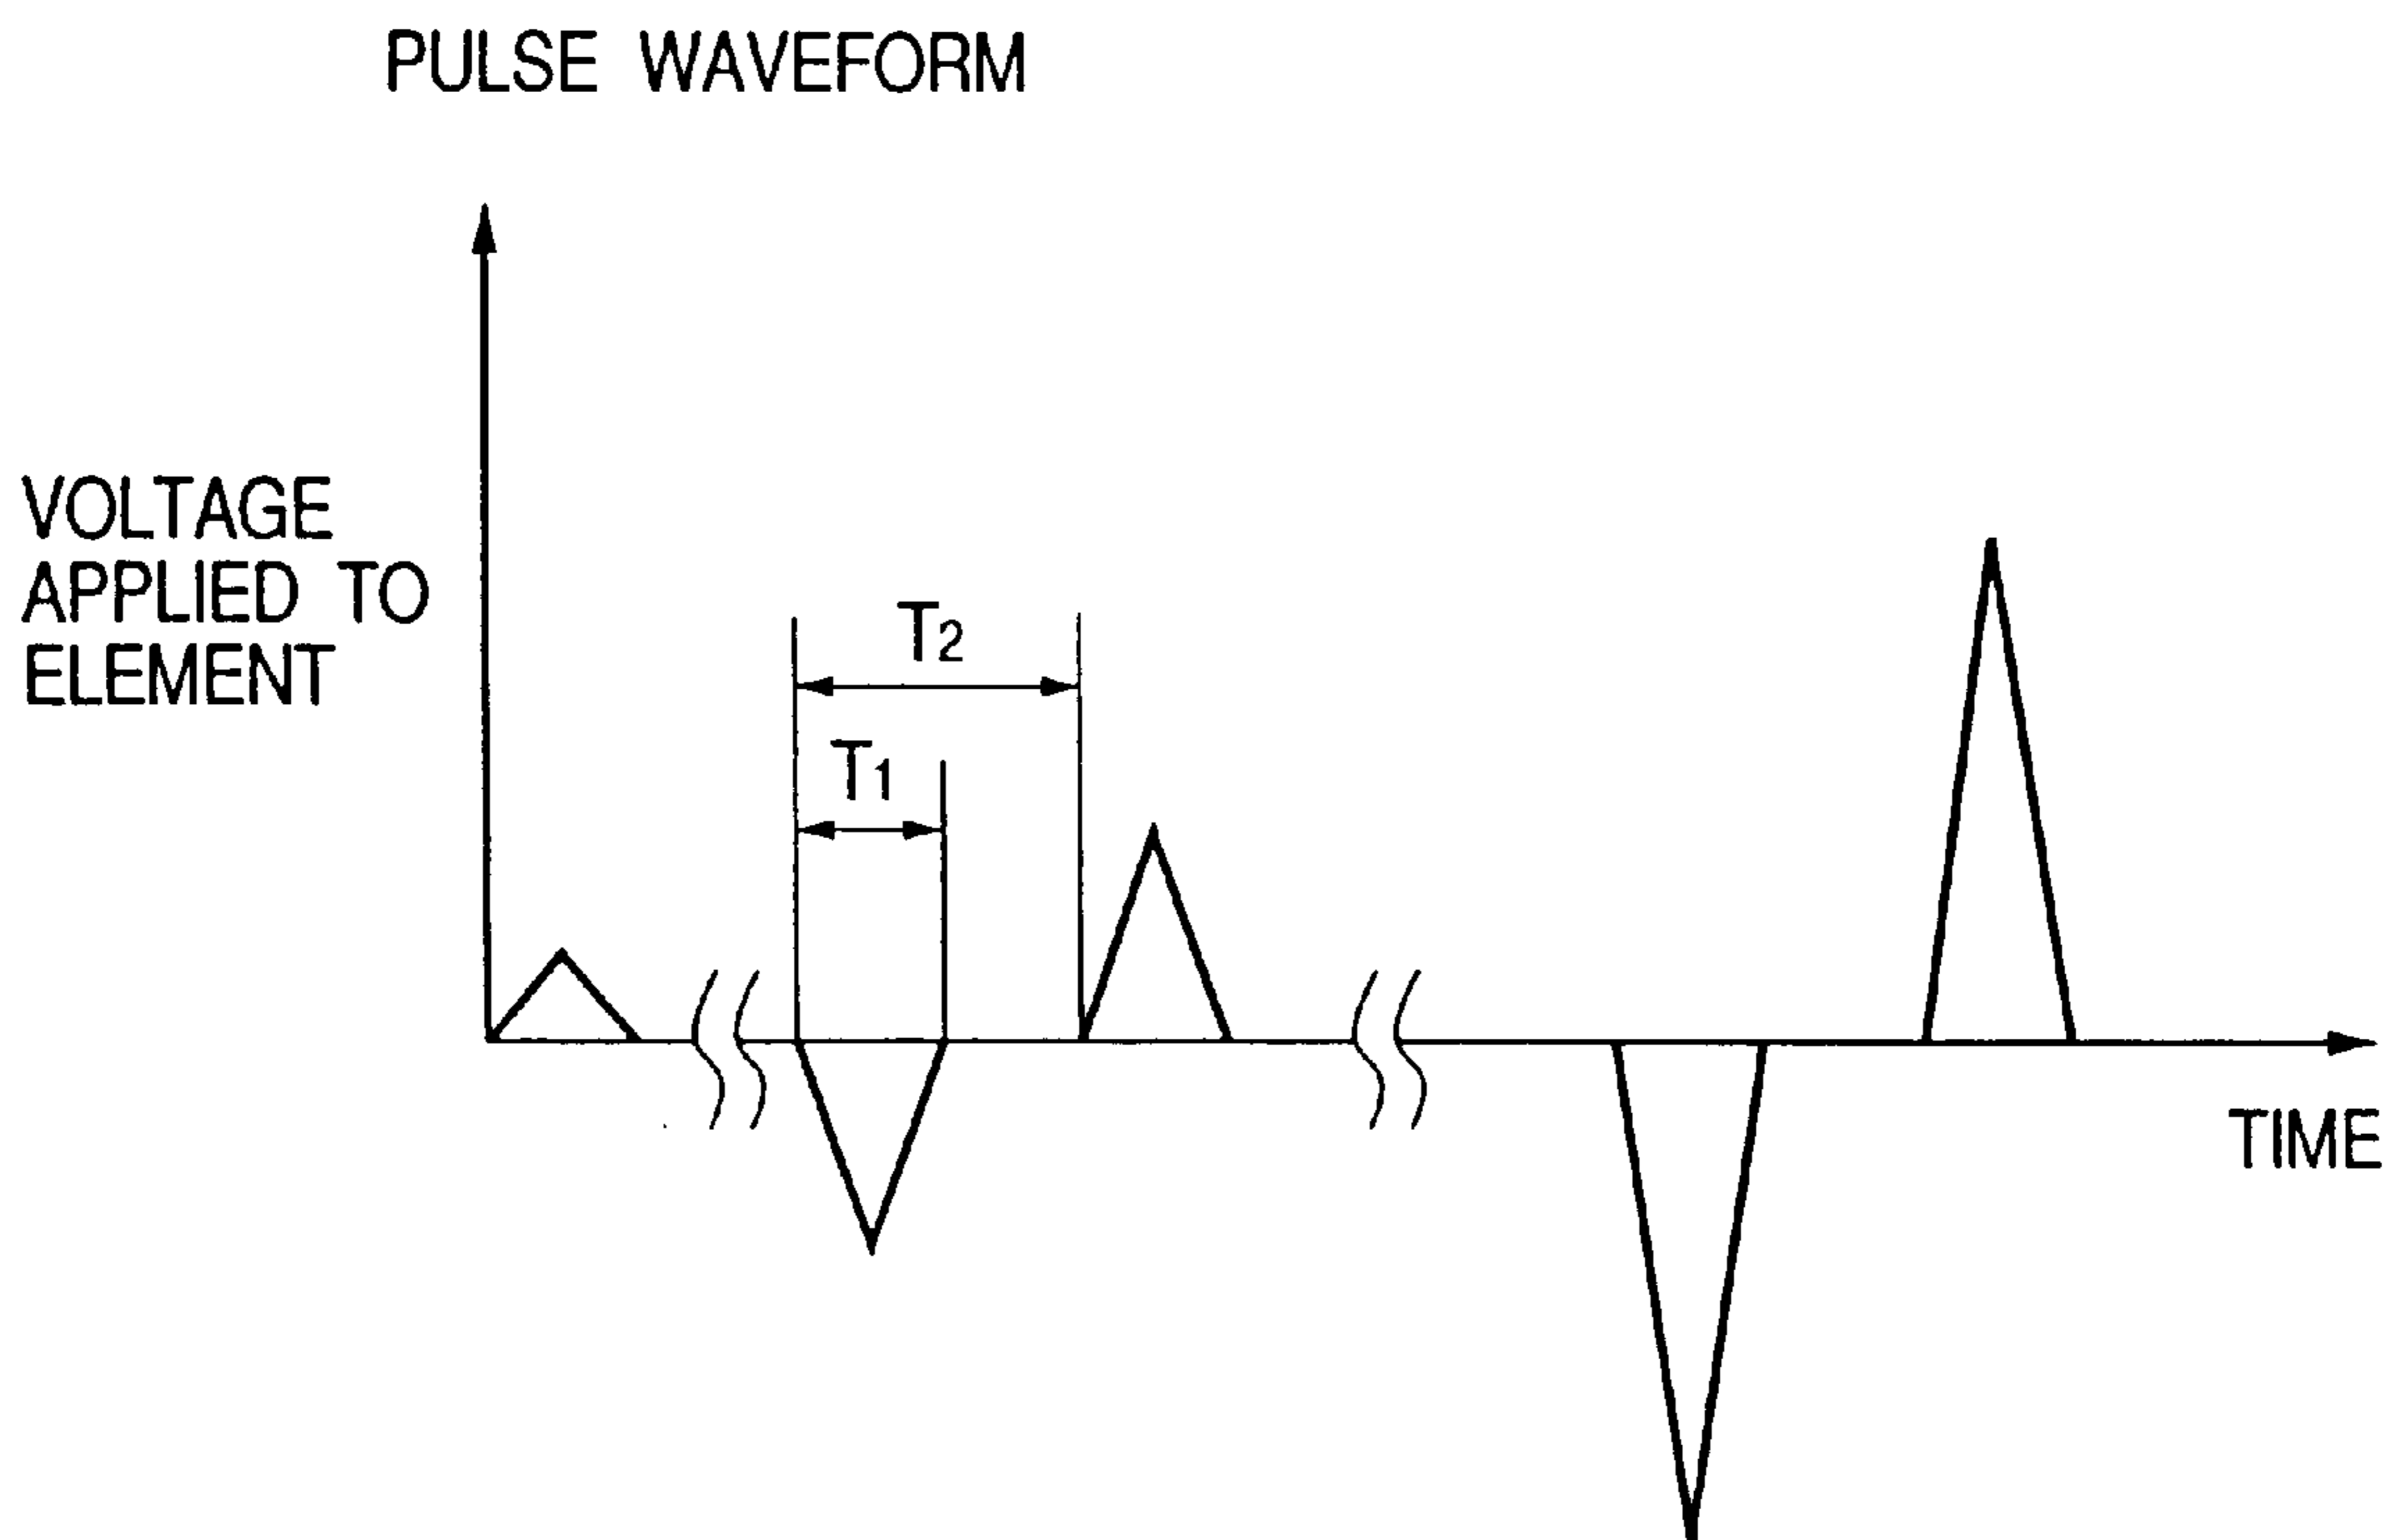 PULSE WAVEFORM
VOLTAGE
APPLIED TO
ELEMENT
T2
T1
TIME